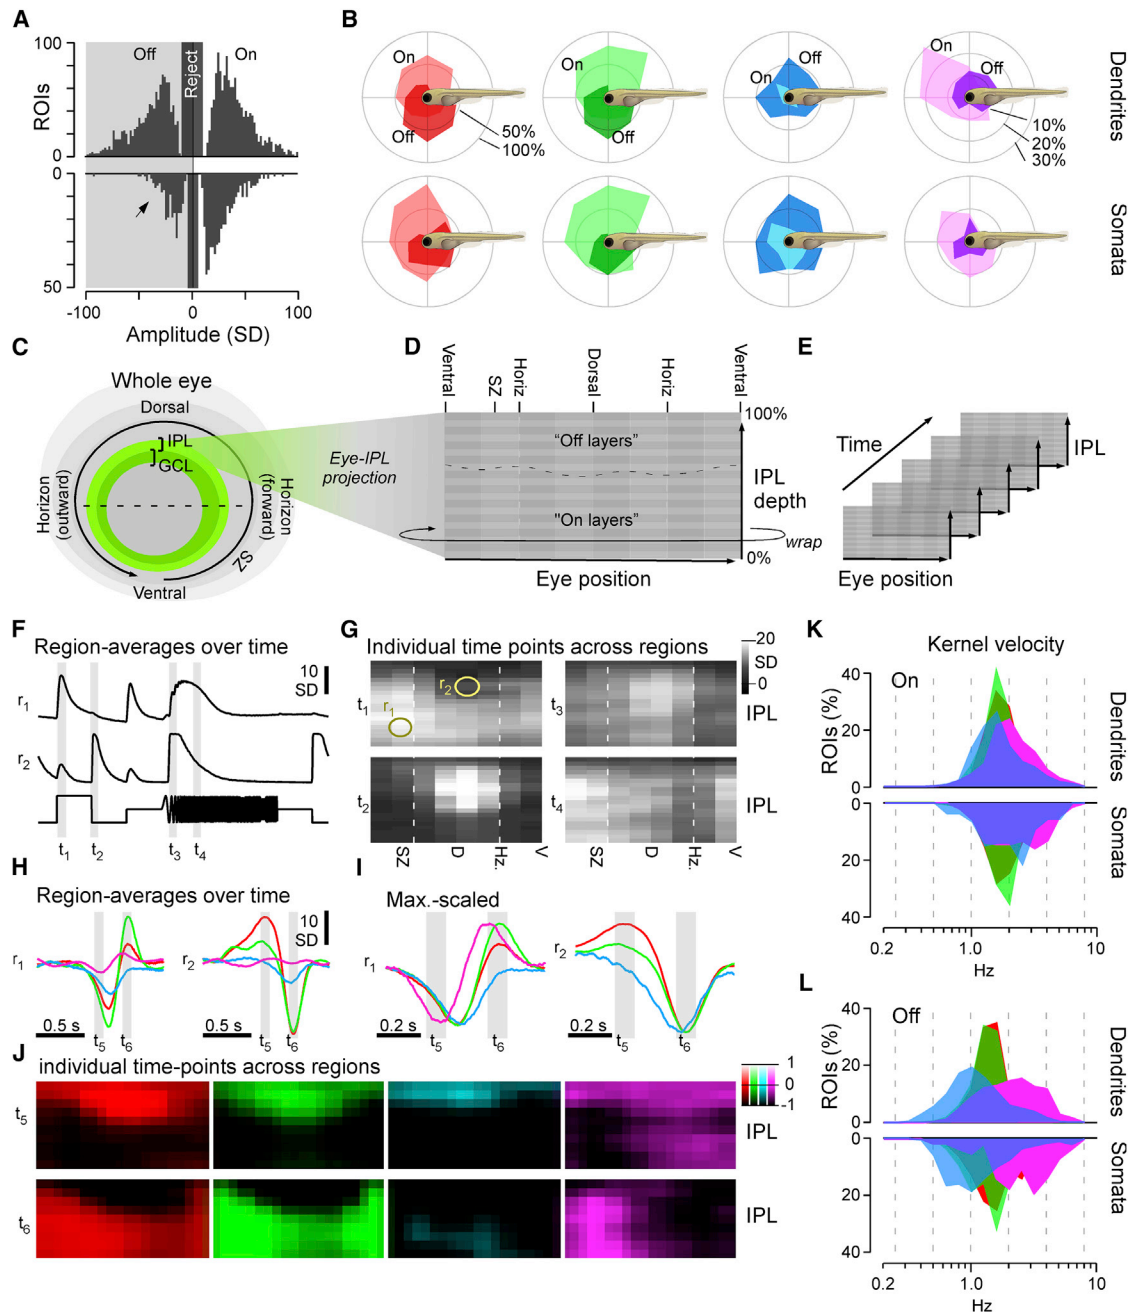 A
100
Off
Reject
On
ROIs
0
0
50
-100
0
100
Amplitude (SD)
B
On
Off
50%
100%
On
Off
On
Off
On
Off
10%
20%
30%
Dendrites
Somata
C
Whole eye
Dorsal
IPL
GCL
Horizon
(outward)
Horizon
(forward)
SZ
Ventral
Eye-IPL
projection
D
Ventral
SZ
Horiz
Dorsal
Horiz
Ventral
100%
“Off layers”
IPL
depth
"On layers”
wrap
0%
Eye position
E
Time
IPL
Eye position
F
Region-averages over time
10
SD
r1
r2
t1
t2
t3
t4
G
Individual time points across regions
20
SD
0
t1
r2
r1
t3
IPL
t2
t4
IPL
SZ
D
Hz.
V
SZ
D
Hz.
V
H
Region-averages over time
10
SD
r1
r2
0.5 s
t5
t6
0.5 s
t5
t6
I
Max.-scaled
r1
r2
0.2 s
t5
t6
0.2 s
t5
t6
J
individual time-points across regions
1
0
-1
t5
IPL
t6
IPL
K
Kernel velocity
40
On
ROIs (%)
20
0
0
20
40
Dendrites
Somata
0.2
1.0
10
Hz
L
40
Off
ROIs (%)
20
0
0
20
40
Dendrites
Somata
0.2
1.0
10
Hz